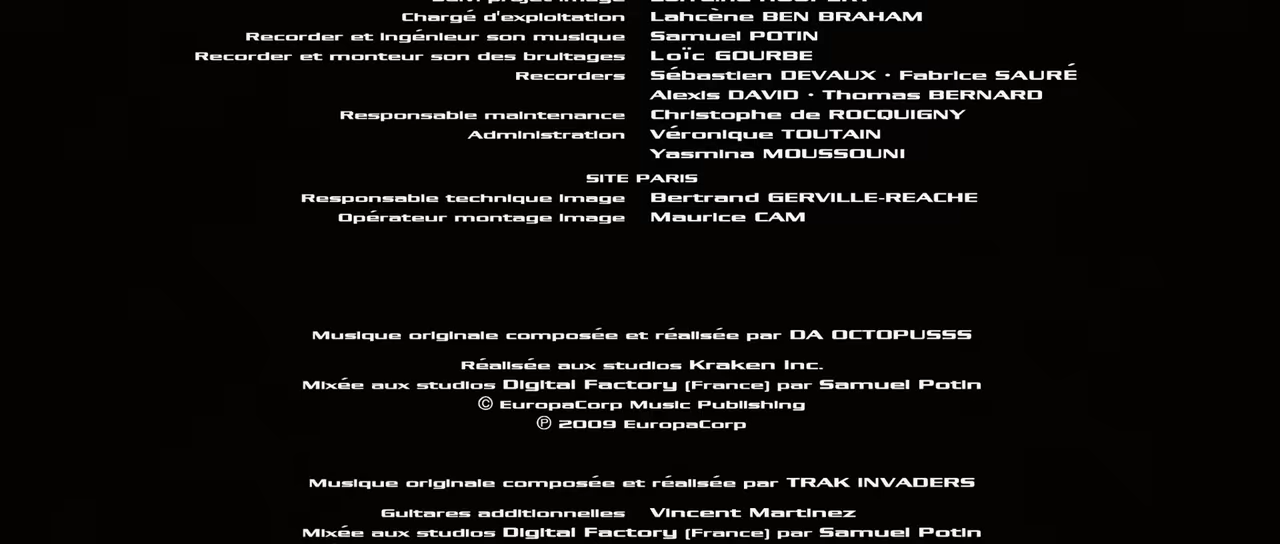 Chargé d'exploitation Lahcène BEN BRAHAM
Recorder et ingénieur son musique Samuel POTIN
Recorder et monteur son des bruitages Loïc GOURBE
Recorders Sébastien DEVAUX · Fabrice SAURÉ
Alexis DAVID · Thomas BERNARD
Responsable maintenance Christophe de ROCQUIGNY
Administration Véronique TOUTAIN
Yasmina MOUSSOUNI
SITE PARIS
Responsable technique image Bertrand GERVILLE-REACHE
Opérateur montage image Maurice CAM
Musique originale composée et réalisée par DA OCTOPUSSS
Réalisée aux studios Kraken Inc.
Mixée aux studios Digital Factory (France) par Samuel Potin
© EuropaCorp Music Publishing
℗ 2009 EuropaCorp
Musique originale composée et réalisée par TRAK INVADERS
Guitares additionnelles Vincent Martinez
Mixée aux studios Digital Factory (France) par Samuel Potin